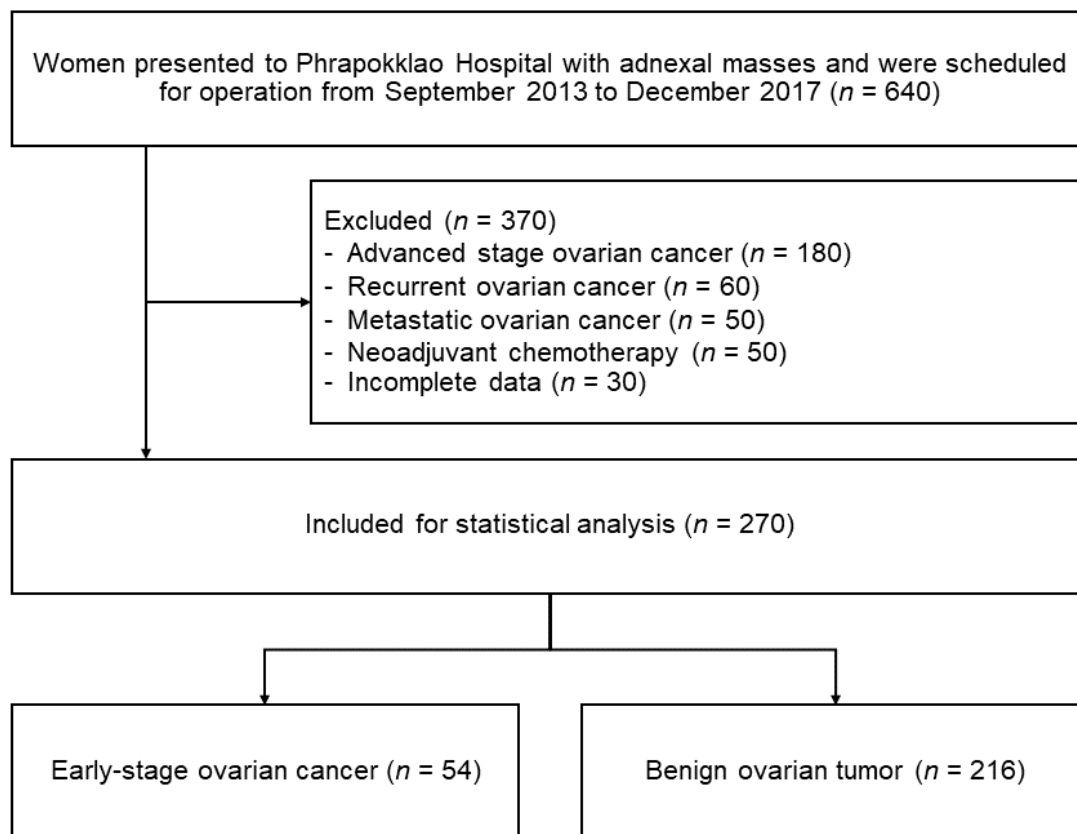 Women presented to Phrapokklao Hospital with adnexal masses and were scheduled
for operation from September 2013 to December 2017 (n = 640)
Excluded (n = 370)
- Advanced stage ovarian cancer (n = 180)
- Recurrent ovarian cancer (n = 60)
- Metastatic ovarian cancer (n = 50)
- Neoadjuvant chemotherapy (n = 50)
- Incomplete data (n = 30)
Included for statistical analysis (n = 270)
Early-stage ovarian cancer (n = 54)
Benign ovarian tumor (n = 216)